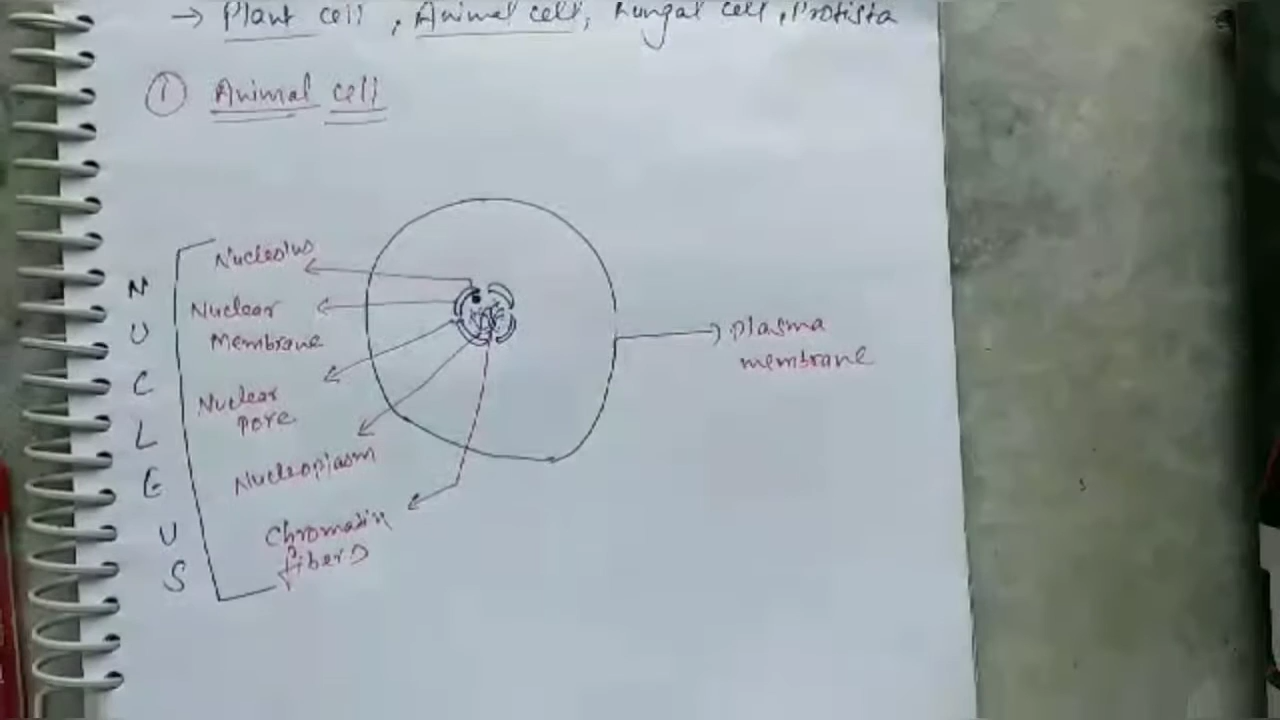 → Plant cell, Animal cell, Fungal cell, Protista
① Animal cell
Nucleolus
Nuclear
Membrane
Nuclear
pore
Nucleoplasm
Chromatin
fibers
NUCLEUS
plasma
membrane